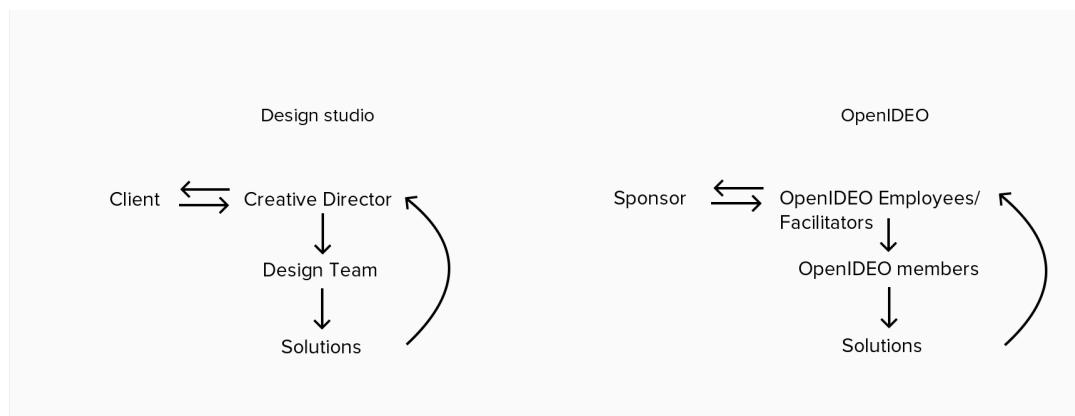 Design studio
Client
Creative Director
Design Team
Solutions
OpenIDEO
Sponsor
OpenIDEO Employees/
Facilitators
OpenIDEO members
Solutions